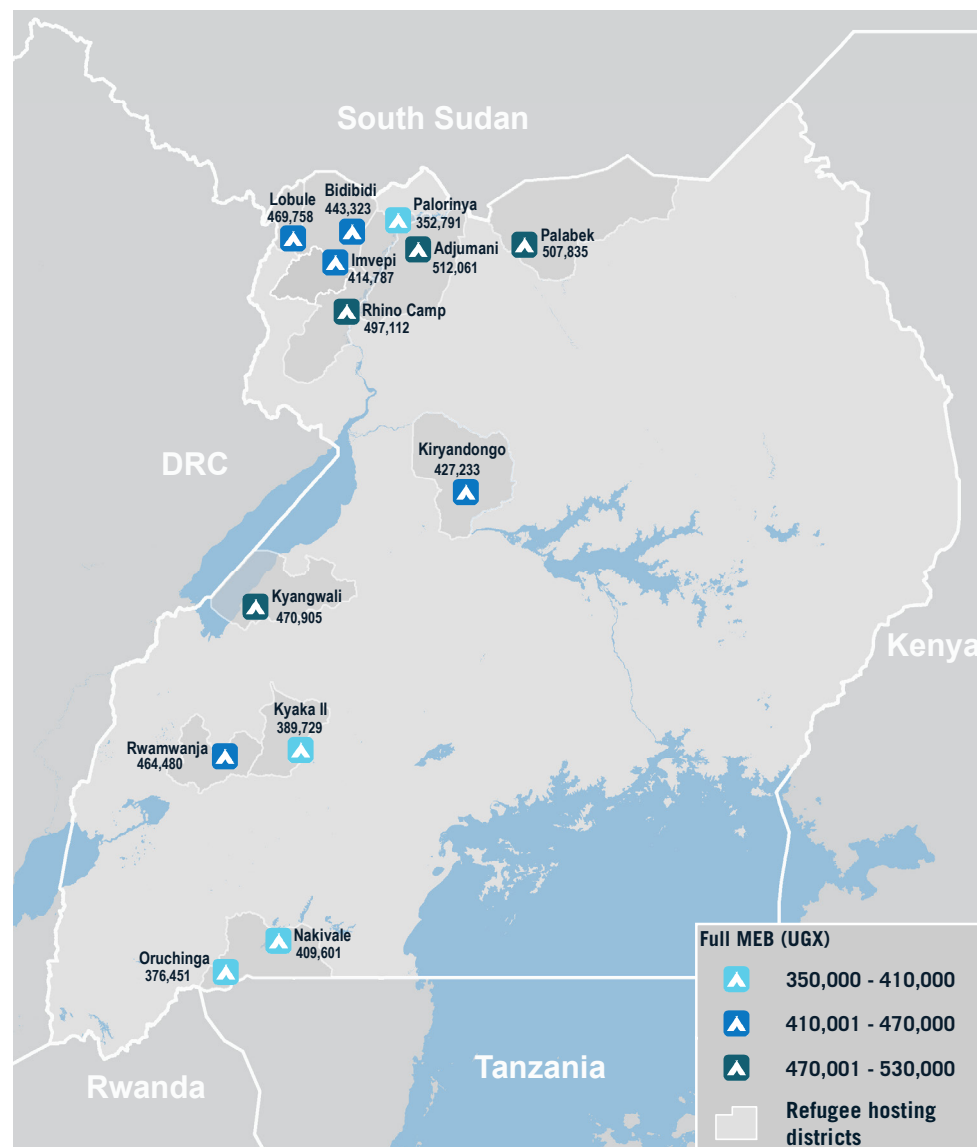 South Sudan
Bidibidi
443,323
Lobule
469,758
Palorinya
352,791
Imvepi
414,787
Adjumani
512,061
Palabek
507,835
Rhino Camp
497,112
DRC
Kiryandongo
427,233
Kyangwali
470,905
Kenya
Kyaka II
389,729
Rwamwanja
464,480
Nakivale
409,601
Oruchinga
376,451
Rwanda
Tanzania
Full MEB (UGX)
350,000 - 410,000
410,001 - 470,000
470,001 - 530,000
Refugee hosting
districts